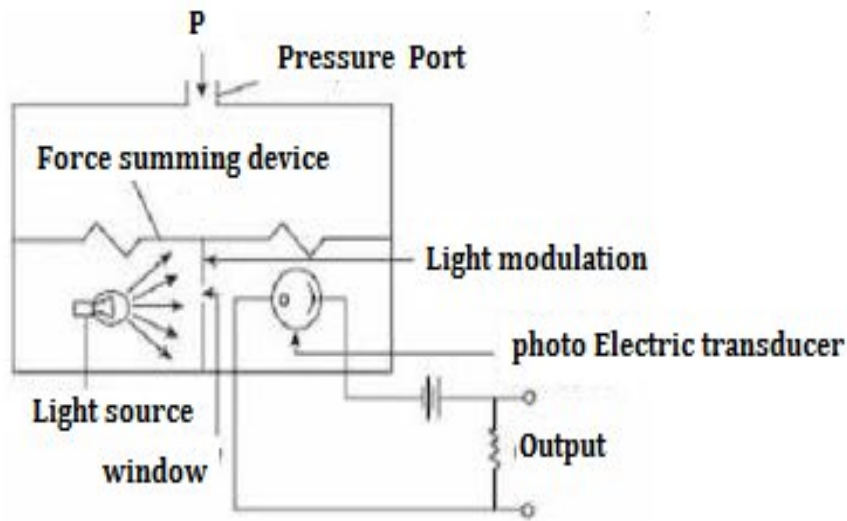 P
Pressure Port
Force summing device
Light modulation
photo Electric transducer
Light source
Output
window